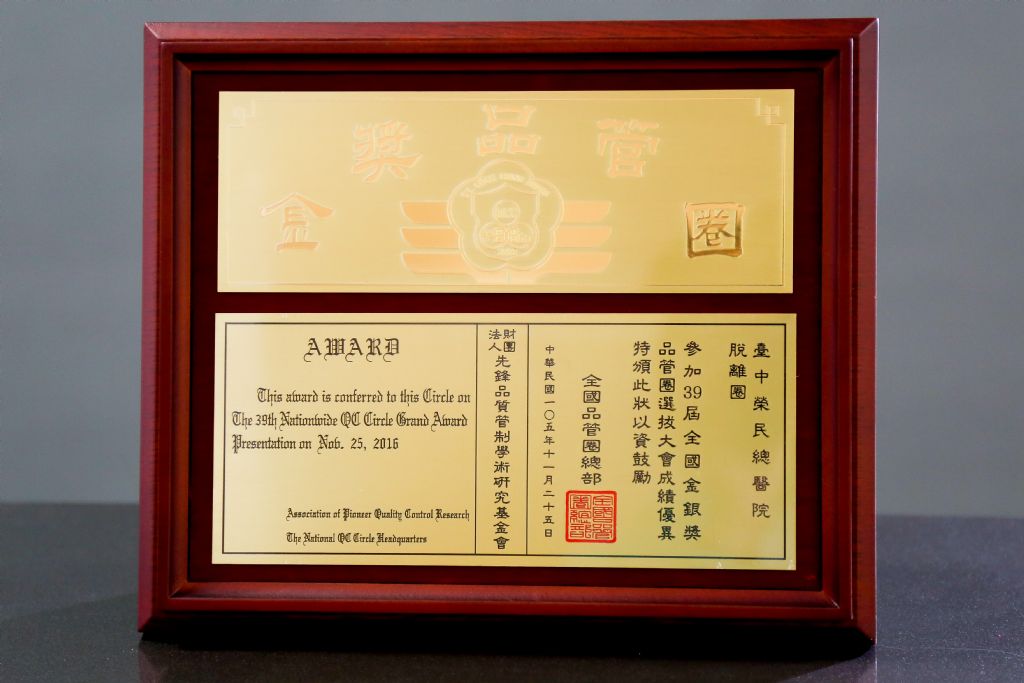 金獎品管圈
AWARD
This award is conferred to this Circle on
The 39th Nationwide QC Circle Grand Award
Presentation on Nov. 25, 2016
Association of Pioneer Quality Control Research
The National QC Circle Headquarters
財團
法人
先鋒品質管制學術研究基金會
臺中榮民總醫院
脫離圈
參加39屆全國金銀獎
品管圈選拔大會成績優異
特頒此狀以資鼓勵
全國品管圈總部
中華民國一〇五年十一月二十五日